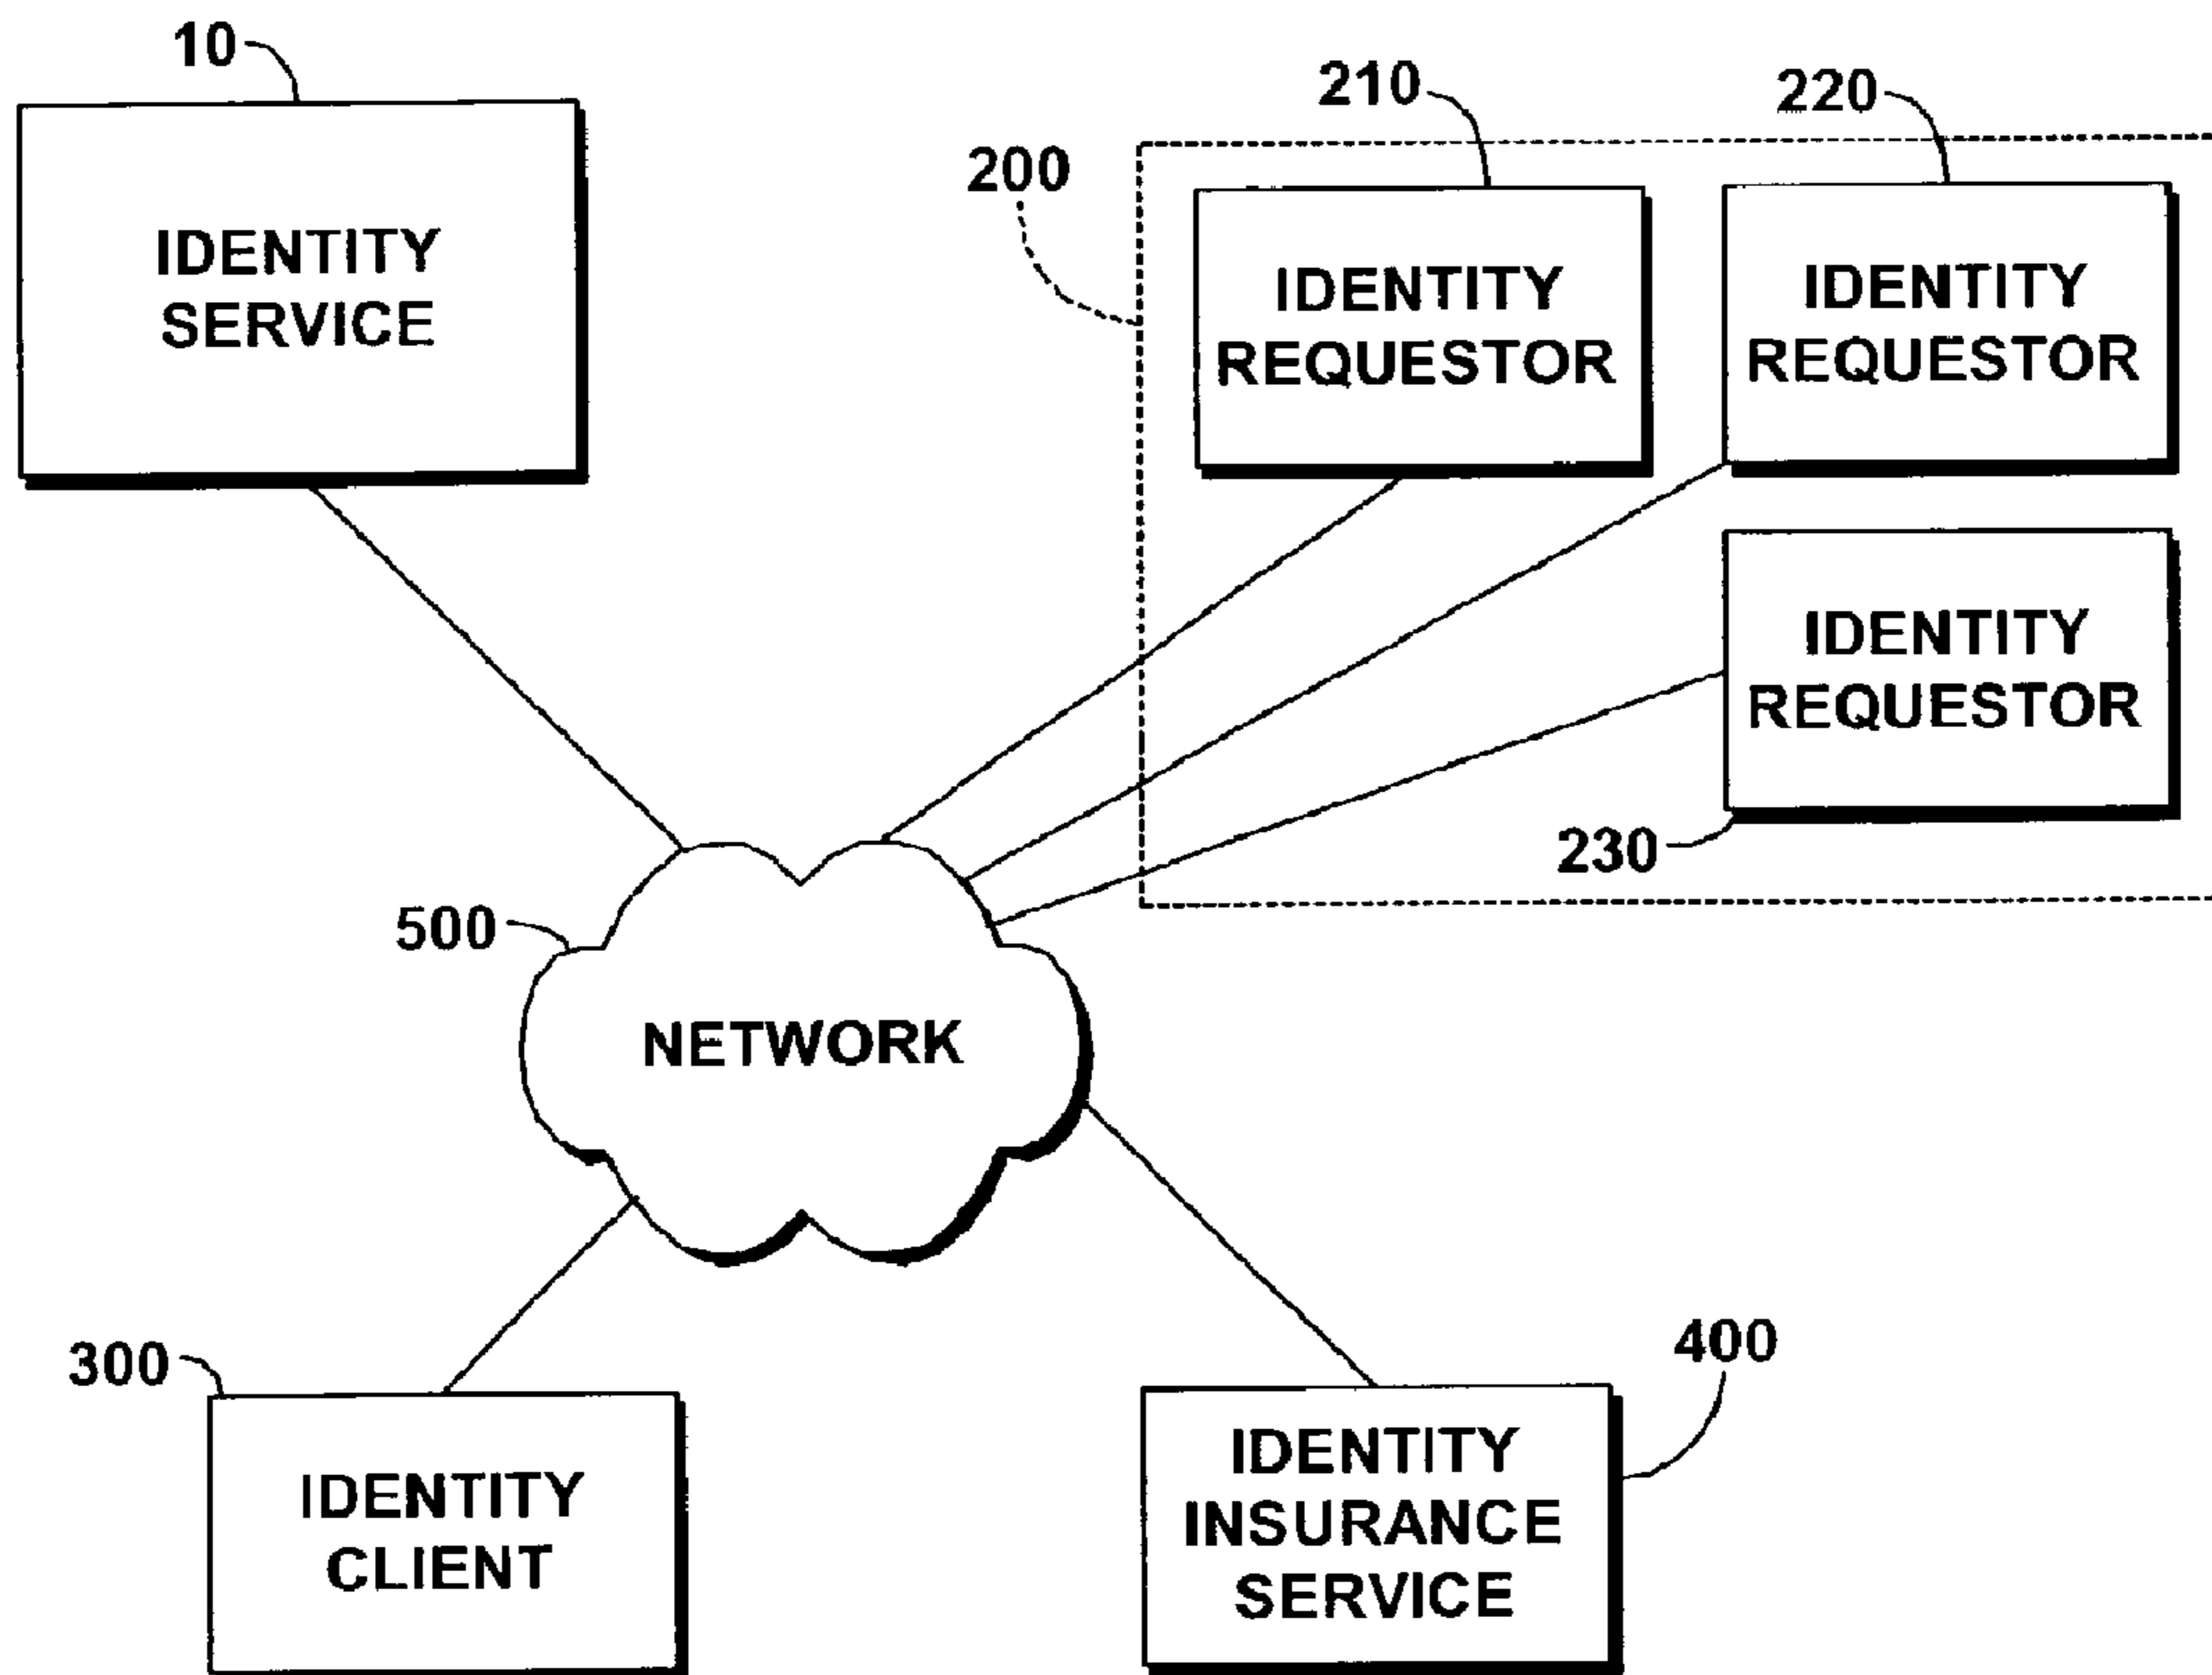 10
IDENTITY
SERVICE
200
210
IDENTITY
REQUESTOR
220
IDENTITY
REQUESTOR
IDENTITY
REQUESTOR
230
500
NETWORK
300
IDENTITY
CLIENT
400
IDENTITY
INSURANCE
SERVICE